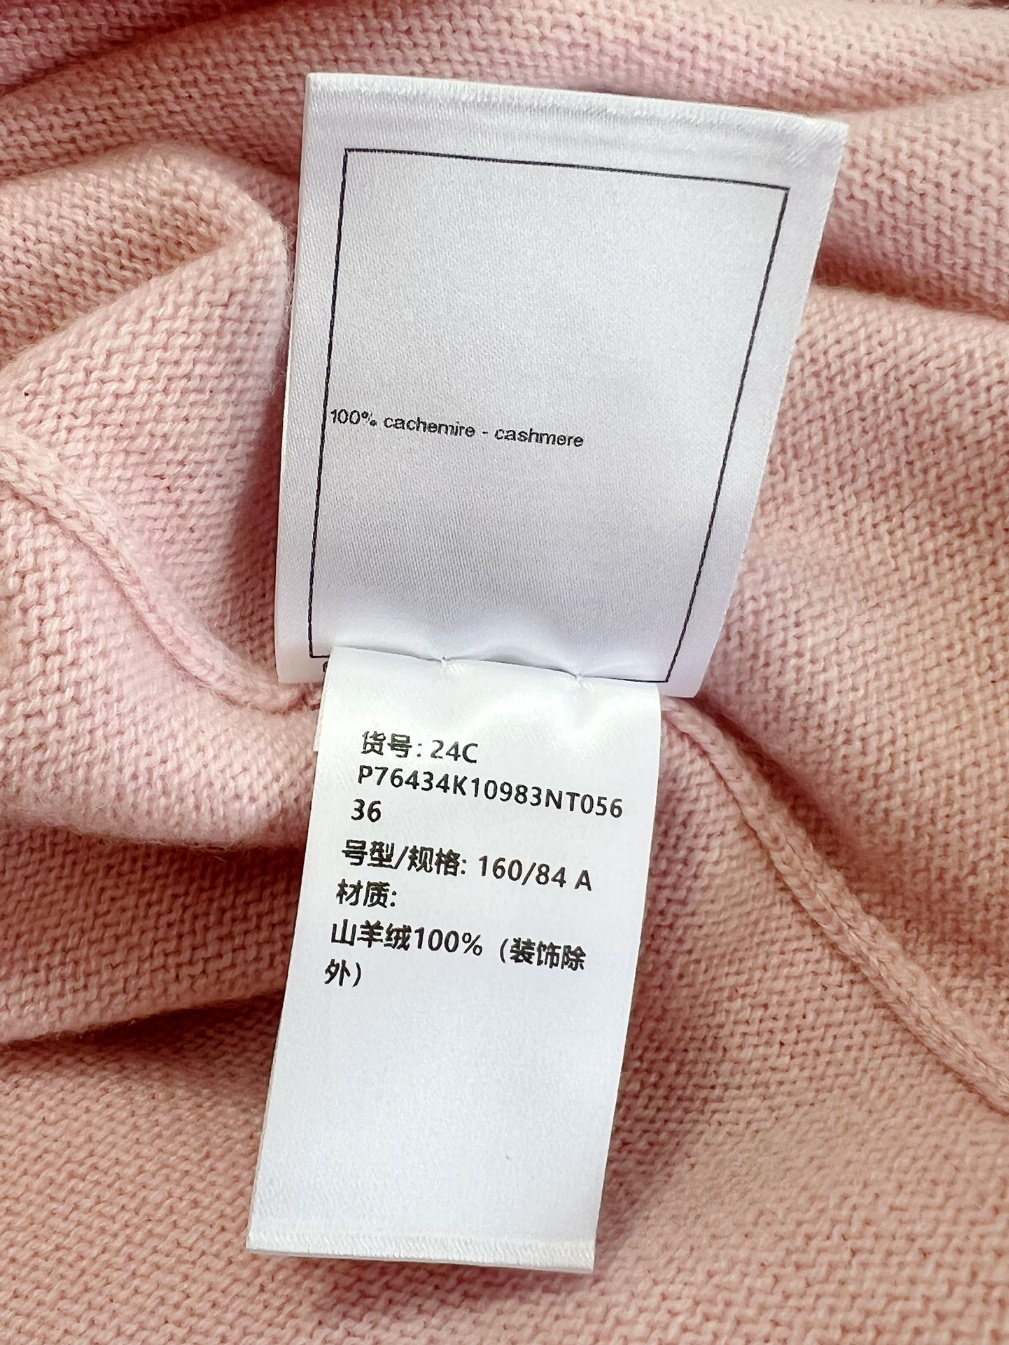 100% cachemire - cashmere
货号: 24C
P76434K10983NT056
36
号型/规格: 160/84 A
材质:
山羊绒100%（装饰除
外）